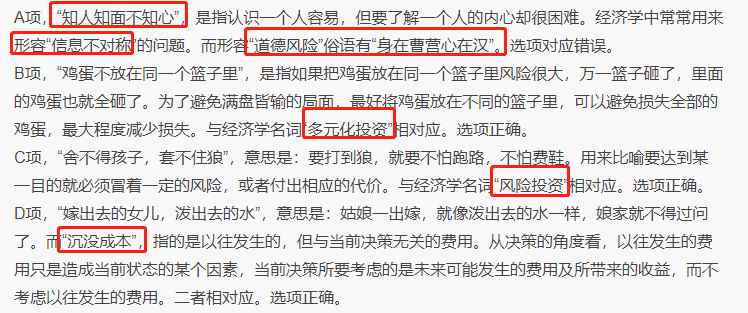 A项，“知人知面不知心”，是指认识一个人容易，但要了解一个人的内心却很困难。经济学中常常用来
形容“信息不对称”的问题。而形容“道德风险”俗语有“身在曹营心在汉”。选项对应错误。
B项，“鸡蛋不放在同一个篮子里”，是指如果把鸡蛋放在同一个篮子里风险很大，万一篮子砸了，里面
的鸡蛋也就全砸了。为了避免满盘皆输的局面，最好将鸡蛋放在不同的篮子里，可以避免损失全部的
鸡蛋，最大程度减少损失。与经济学名词“多元化投资”相对应。选项正确。
C项，“舍不得孩子，套不住狼”，意思是：要打到狼，就要不怕跑路，不怕费鞋。用来比喻要达到某
一目的就必须冒着一定的风险，或者付出相应的代价。与经济学名词“风险投资”相对应。选项正确。
D项，“嫁出去的女儿，泼出去的水”，意思是：姑娘一出嫁，就像泼出去的水一样，娘家就不得过问
了。而“沉没成本”，指的是以往发生的，但与当前决策无关的费用。从决策的角度看，以往发生的费
用只是造成当前状态的某个因素，当前决策所要考虑的是未来可能发生的费用及所带来的收益，而不
考虑以往发生的费用。二者相对应。选项正确。